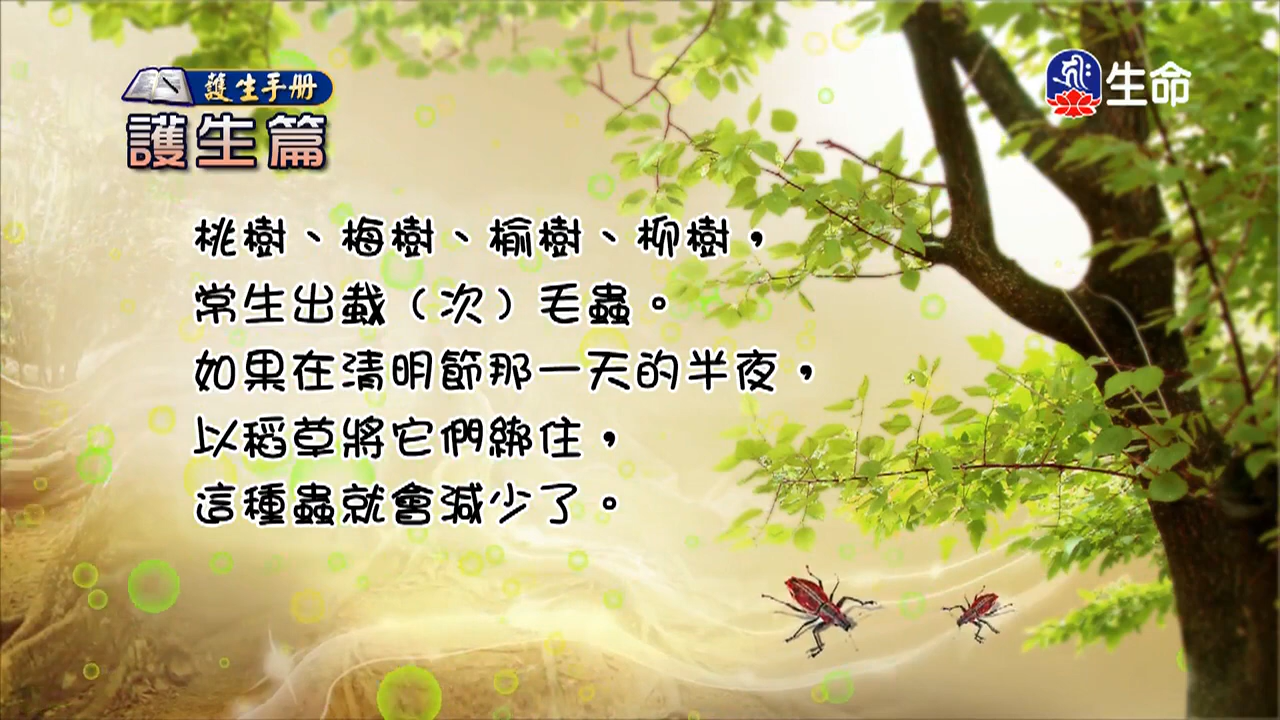 護生手册
護生篇
生命
桃樹、梅樹、榆樹、柳樹，
常生出蛓（次）毛蟲。
如果在清明節那一天的半夜，
以稻草將它們綁住，
這種蟲就會減少了。